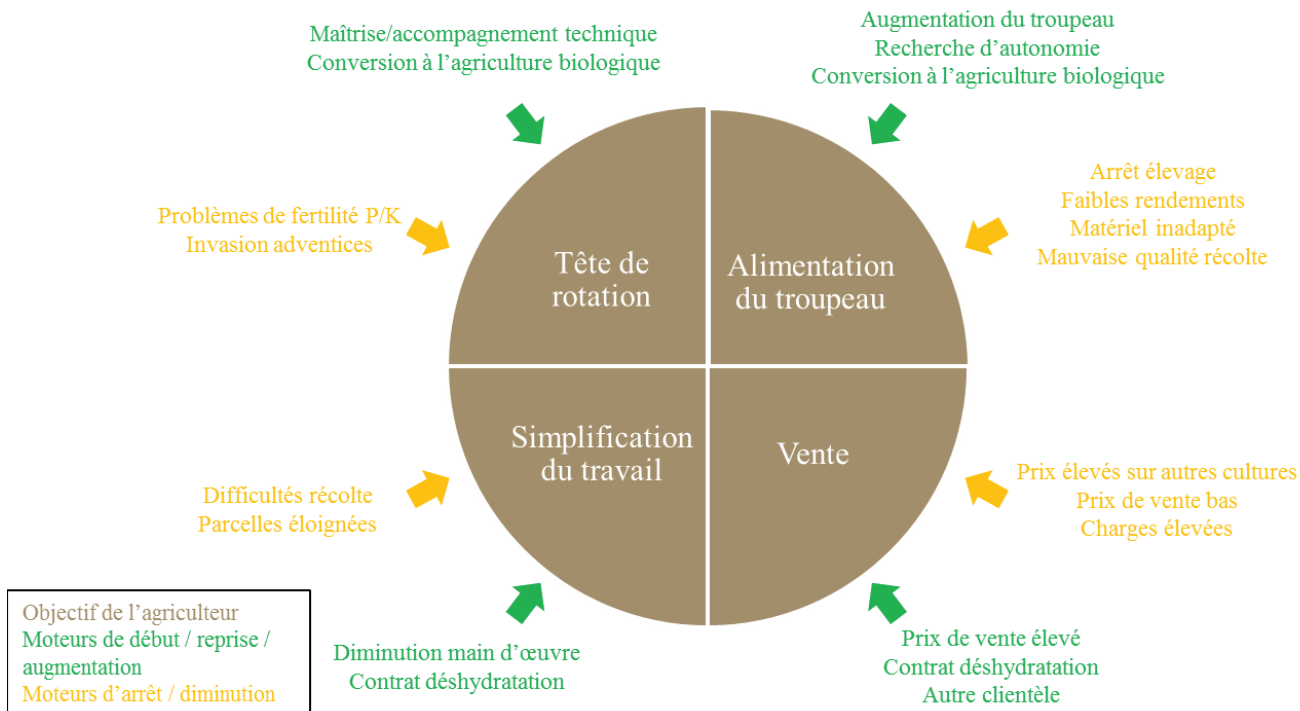 Maîtrise/accompagnement technique
Conversion à l'agriculture biologique
Augmentation du troupeau
Recherche d'autonomie
Conversion à l'agriculture biologique
Problèmes de fertilité P/K
Invasion adventices
Arrêt élevage
Faibles rendements
Matériel inadapté
Mauvaise qualité récolte
Tête de
rotation
Alimentation
du troupeau
Simplification
du travail
Vente
Difficultés récolte
Parcelles éloignées
Prix élevés sur autres cultures
Prix de vente bas
Charges élevées
Diminution main d'œuvre
Contrat déshydratation
Prix de vente élevé
Contrat déshydratation
Autre clientèle
Objectif de l'agriculteur
Moteurs de début / reprise /
augmentation
Moteurs d'arrêt / diminution